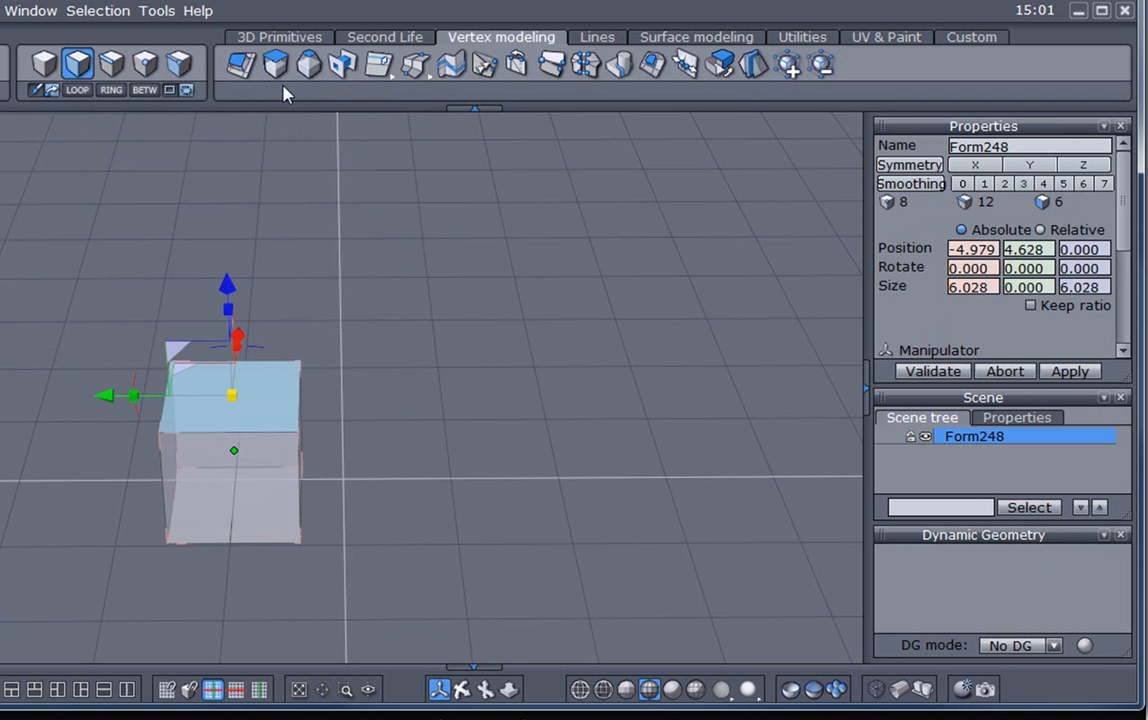 Window Selection Tools Help 15:01
3D Primitives Second Life Vertex modeling Lines Surface modeling Utilities UV & Paint Custom
LOOP RING BETW
Properties
Name Form248
Symmetry X Y Z
Smoothing 0 1 2 3 4 5 6 7
8 12 6
Absolute Relative
Position -4.979 4.628 0.000
Rotate 0.000 0.000 0.000
Size 6.028 0.000 6.028
Keep ratio
Manipulator
Validate Abort Apply
Scene
Scene tree Properties
Form248
Select
Dynamic Geometry
DG mode: No DG